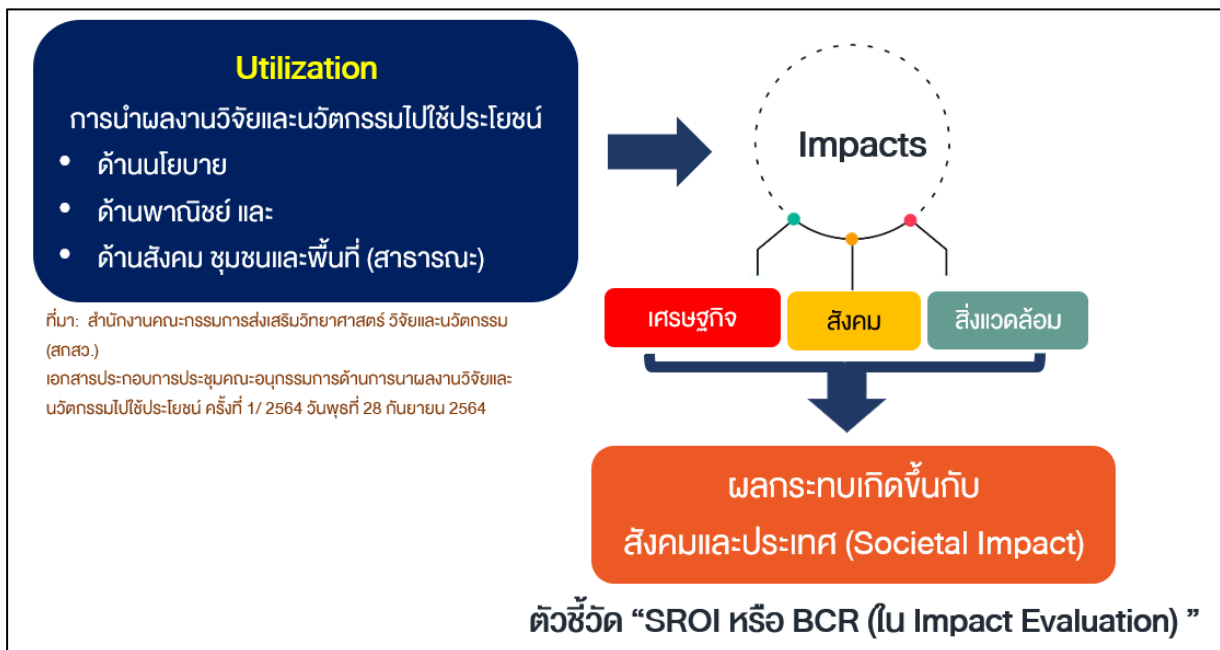 Utilization
การนำผลงานวิจัยและนวัตกรรมไปใช้ประโยชน์
• ด้านนโยบาย
• ด้านพาณิชย์ และ
• ด้านสังคม ชุมชนและพื้นที่ (สาธารณะ)
ที่มา: สำนักงานคณะกรรมการส่งเสริมวิทยาศาสตร์ วิจัยและนวัตกรรม
(สกสว.)
เอกสารประกอบการประชุมคณะอนุกรรมการด้านการนาผลงานวิจัยและ
นวัตกรรมไปใช้ประโยชน์ ครั้งที่ 1/ 2564 วันพุธที่ 28 กันยายน 2564
Impacts
เศรษฐกิจ
สังคม
สิ่งแวดล้อม
ผลกระทบเกิดขึ้นกับ
สังคมและประเทศ (Societal Impact)
ตัวชี้วัด “SROI หรือ BCR (ใน Impact Evaluation) ”